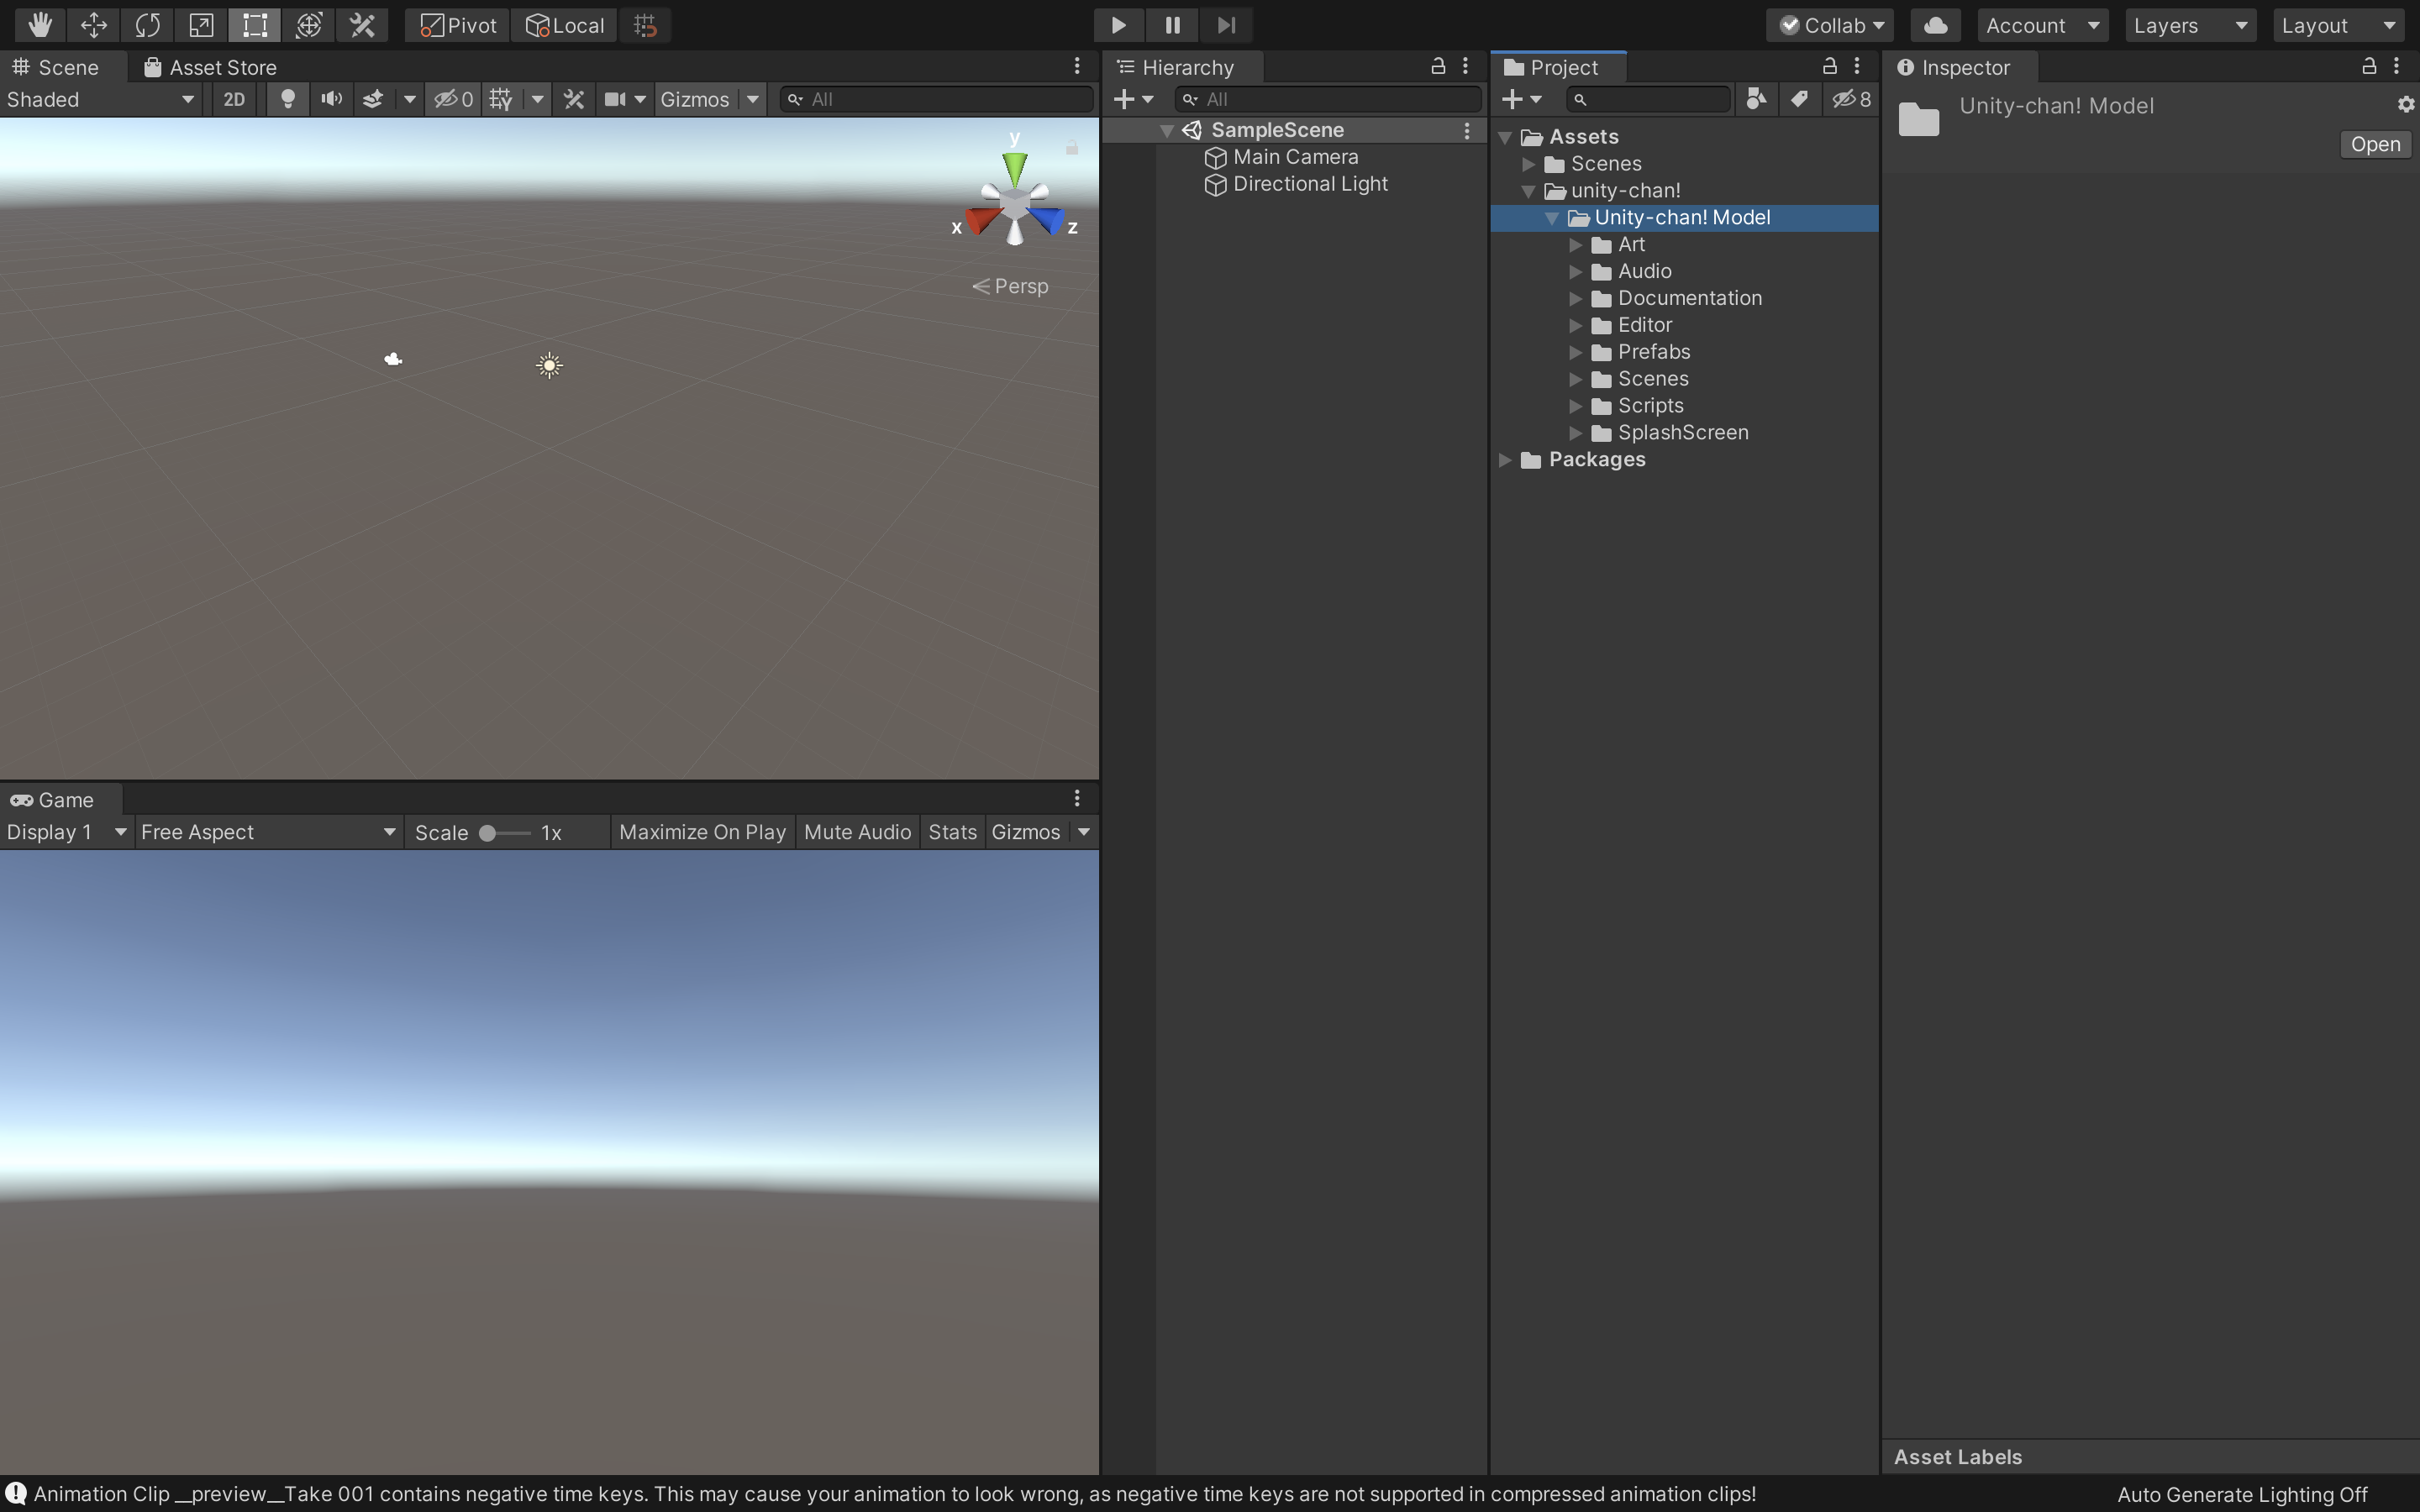 Pivot Local Collab Account Layers Layout
Scene Asset Store
Shaded 2D 0 Gizmos All
y
x z
Persp
Game
Display 1 Free Aspect Scale 1x Maximize On Play Mute Audio Stats Gizmos
Hierarchy
All
SampleScene
Main Camera
Directional Light
Project
8
Assets
Scenes
unity-chan!
Unity-chan! Model
Art
Audio
Documentation
Editor
Prefabs
Scenes
Scripts
SplashScreen
Packages
Inspector
Unity-chan! Model
Open
Asset Labels
Animation Clip __preview__Take 001 contains negative time keys. This may cause your animation to look wrong, as negative time keys are not supported in compressed animation clips!
Auto Generate Lighting Off